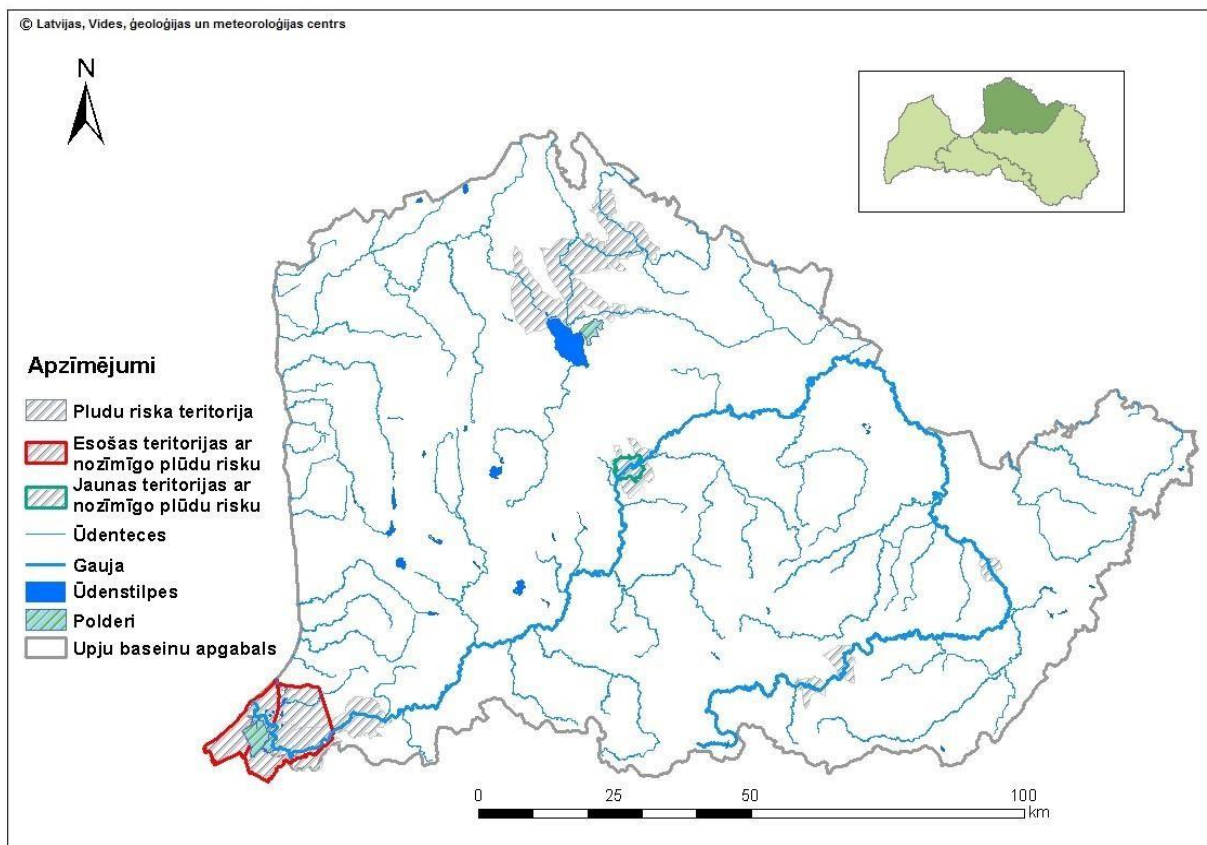 © Latvijas, Vides, ģeoloģijas un meteoroloģijas centrs
N
Apzīmējumi
Pludu riska teritorija
Esošas teritorijas ar
nozīmīgo plūdu risku
Jaunas teritorijas ar
nozīmīgo plūdu risku
Ūdenteces
Gauja
Ūdenstilpes
Polderi
Upju baseinu apgabals
0 25 50 100
km